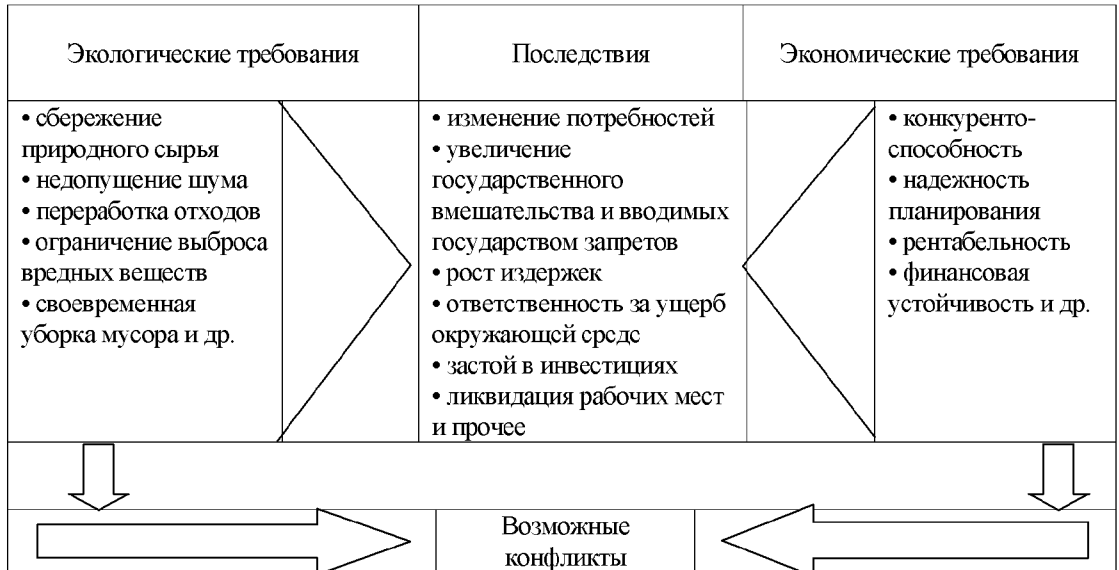 Экологические требования
Последствия
Экономические требования
• сбережение
природного сырья
• недопущение шума
• переработка отходов
• ограничение выброса
вредных веществ
• своевременная
уборка мусора и др.
• изменение потребностей
• увеличение
государственного
вмешательства и вводимых
государством запретов
• рост издержек
• ответственность за ущерб
окружающей среде
• застой в инвестициях
• ликвидация рабочих мест
и прочее
• конкуренто-
способность
• надежность
планирования
• рентабельность
• финансовая
устойчивость и др.
Возможные
конфликты